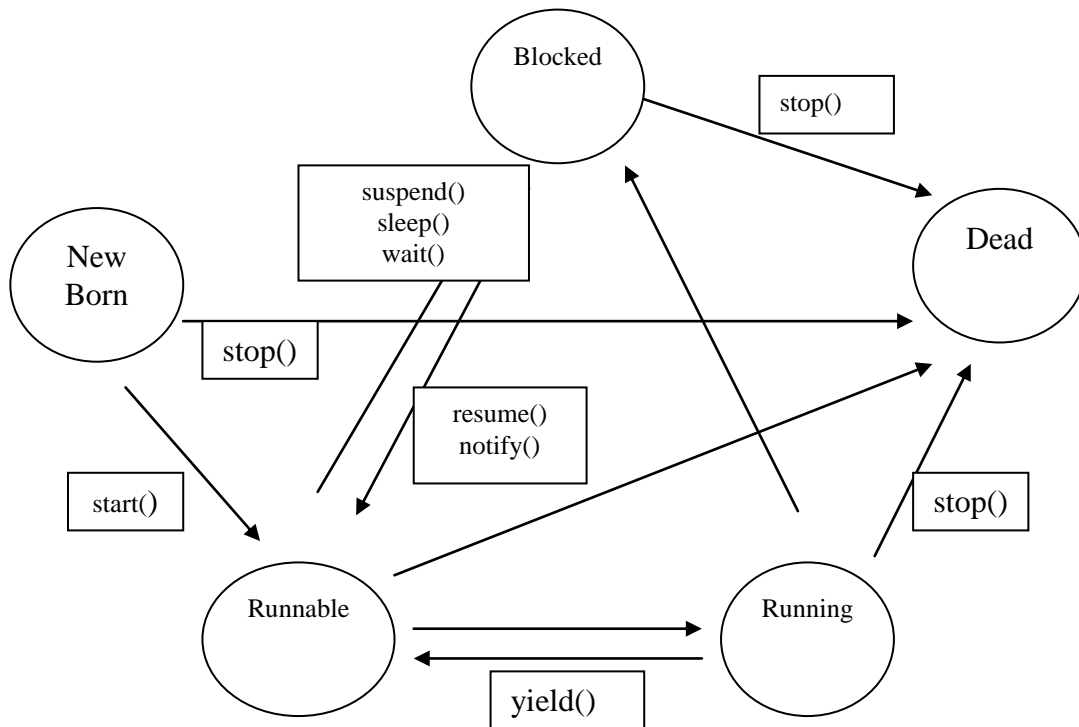 Blocked
stop()
suspend()
sleep()
wait()
New
Born
Dead
stop()
resume()
notify()
start()
stop()
Runnable
Running
yield()